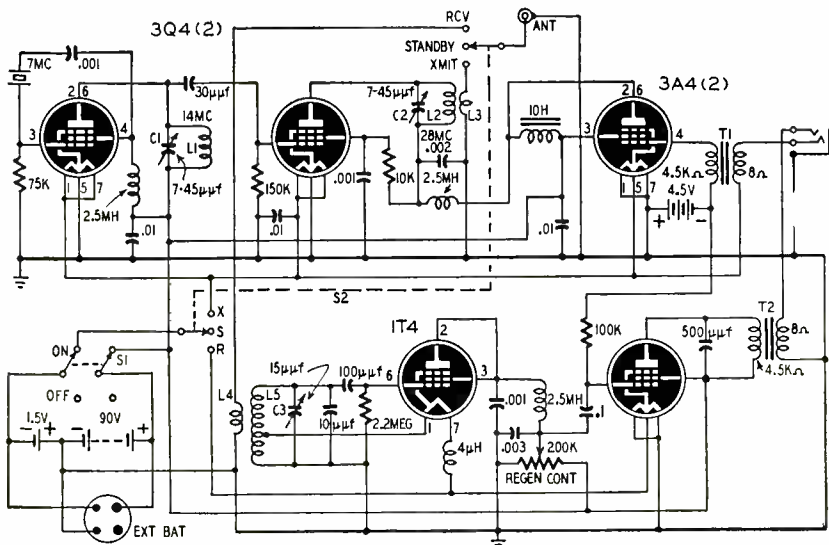 3Q4(2)
RCV
STANDBY
XMIT
ANT
3A4(2)
7MC
.001
2 6
3
4
1 5 7
75K
2.5MH
.01
30μμf
14MC
C1
L1
7-45μμf
150K
.01
.001
10K
7-45μμf
C2
L2
L3
28MC
.002
2.5MH
10H
.01
2 6
3
4
1 5 7
4.5KΩ
T1
8Ω
4.5V
+ -
S2
X
S
R
ON
S1
OFF
1.5V
90V
- +
- +
EXT BAT
L4
L5
15μμf
C3
100μμf
10μμf
2.2MEG
1T4
2
6
3
1
7
4μH
.001
2.5MH
.003
200K
REGEN CONT
.1
100K
500μμf
T2
8Ω
4.5KΩ